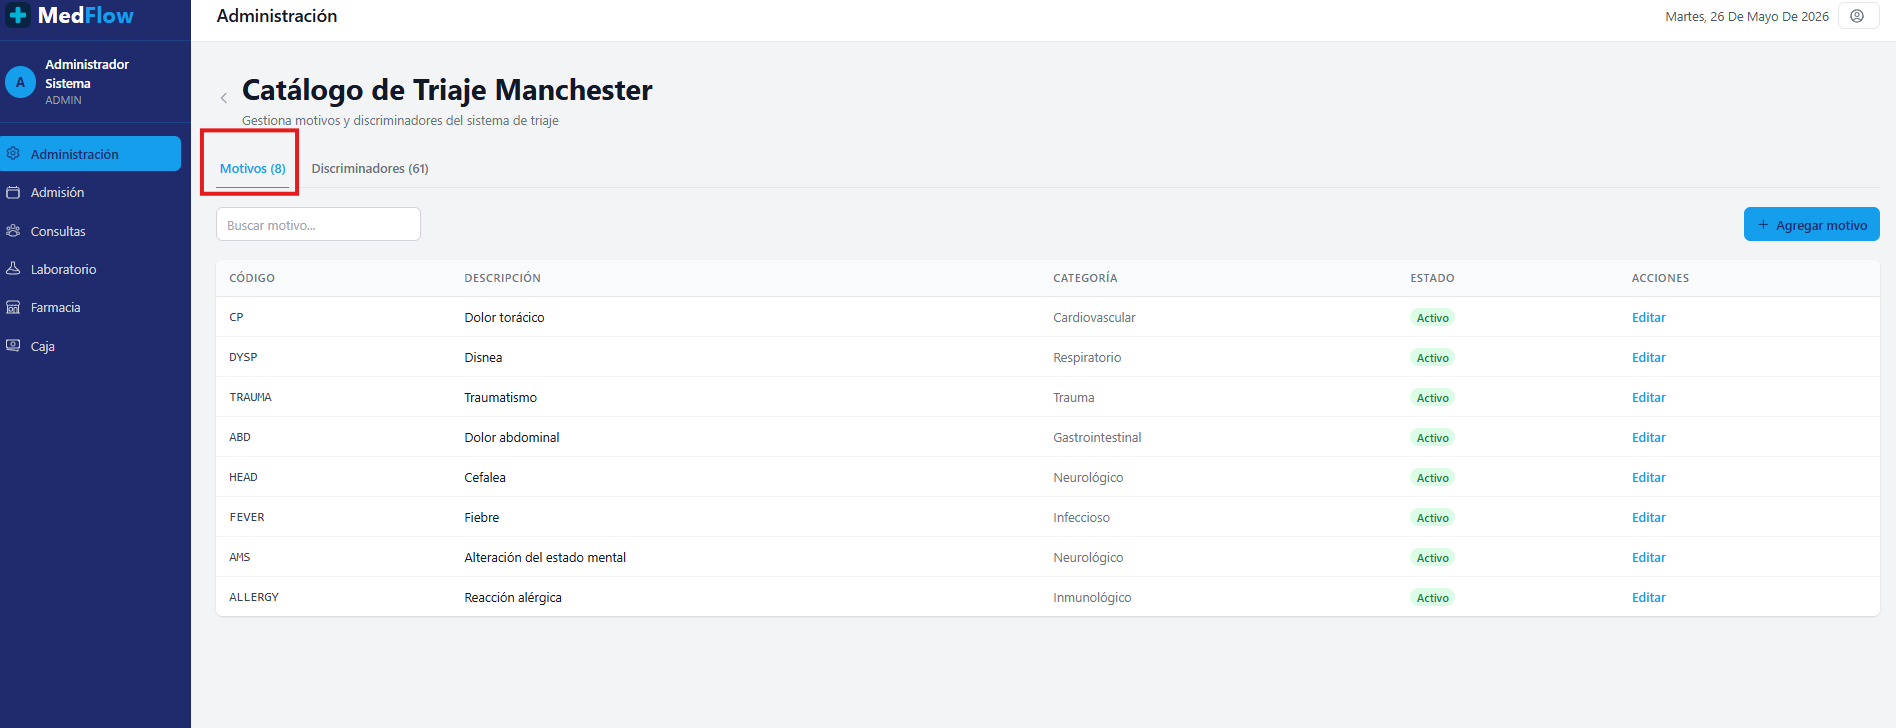 MedFlow
Administración
Martes, 26 De Mayo De 2026
A
Administrador
Sistema
ADMIN
Administración
Admisión
Consultas
Laboratorio
Farmacia
Caja
Catálogo de Triaje Manchester
Gestiona motivos y discriminadores del sistema de triaje
Motivos (8) Discriminadores (61)
Buscar motivo...
+ Agregar motivo
CÓDIGO DESCRIPCIÓN CATEGORÍA ESTADO ACCIONES
CP Dolor torácico Cardiovascular Activo Editar
DYSP Disnea Respiratorio Activo Editar
TRAUMA Traumatismo Trauma Activo Editar
ABD Dolor abdominal Gastrointestinal Activo Editar
HEAD Cefalea Neurológico Activo Editar
FEVER Fiebre Infeccioso Activo Editar
AMS Alteración del estado mental Neurológico Activo Editar
ALLERGY Reacción alérgica Inmunológico Activo Editar